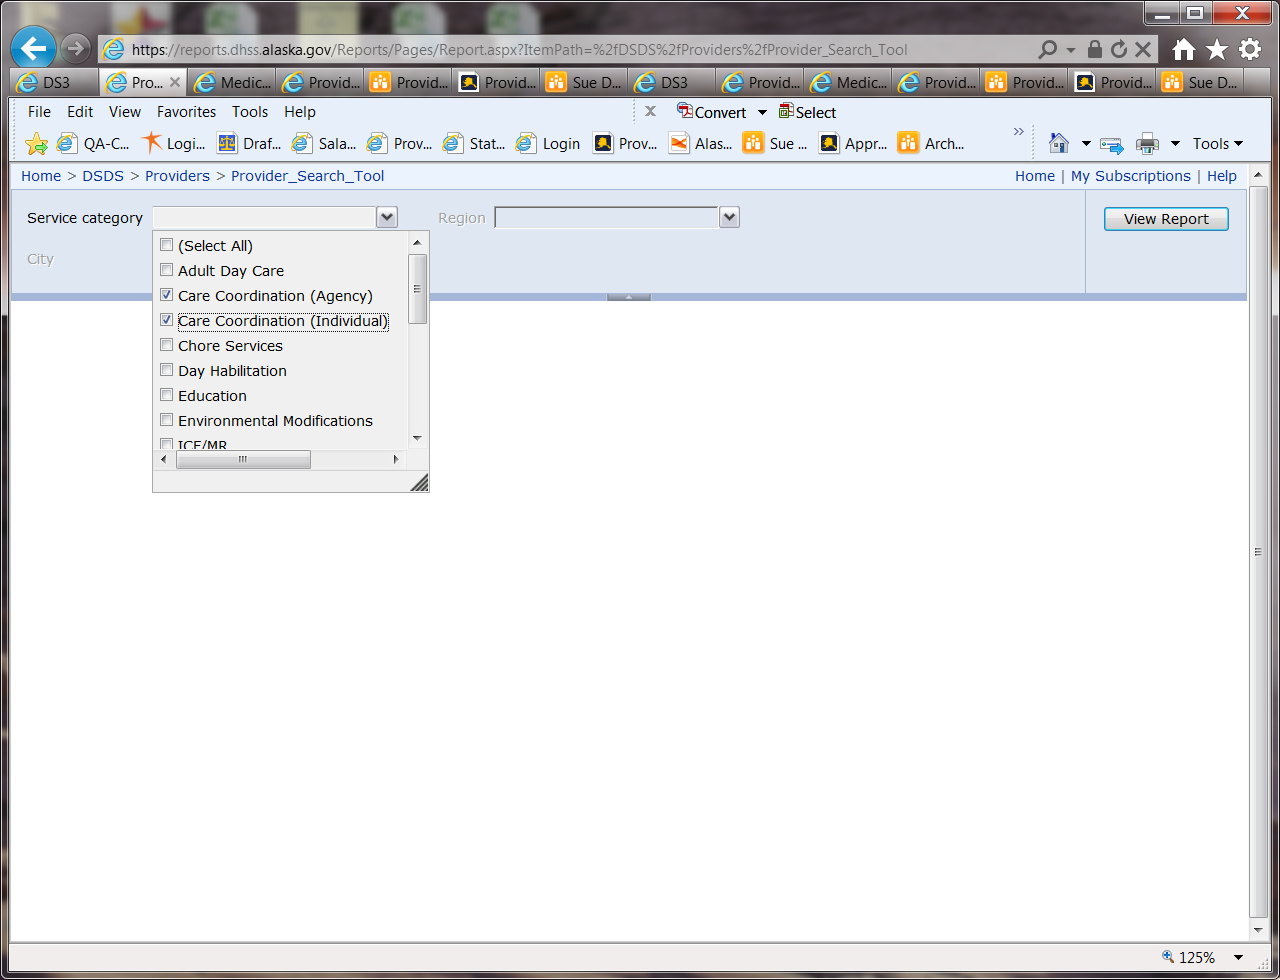 https://reports.dhss.alaska.gov/Reports/Pages/Report.aspx?ItemPath=%2fDSDS%2fProviders%2fProvider_Search_Tool
DS3 Pro... Medic... Provid... Provid... Provid... Sue D... DS3 Provid... Medic... Provid... Provid... Provid... Sue D...
File Edit View Favorites Tools Help x Convert Select
QA-C... Logi... Draf... Sala... Prov... Stat... Login Prov... Alas... Sue ... Appr... Arch... » Tools
Home > DSDS > Providers > Provider_Search_Tool Home | My Subscriptions | Help
Service category Region View Report
(Select All)
City
Adult Day Care
Care Coordination (Agency)
Care Coordination (Individual)
Chore Services
Day Habilitation
Education
Environmental Modifications
ICF/MR
125%